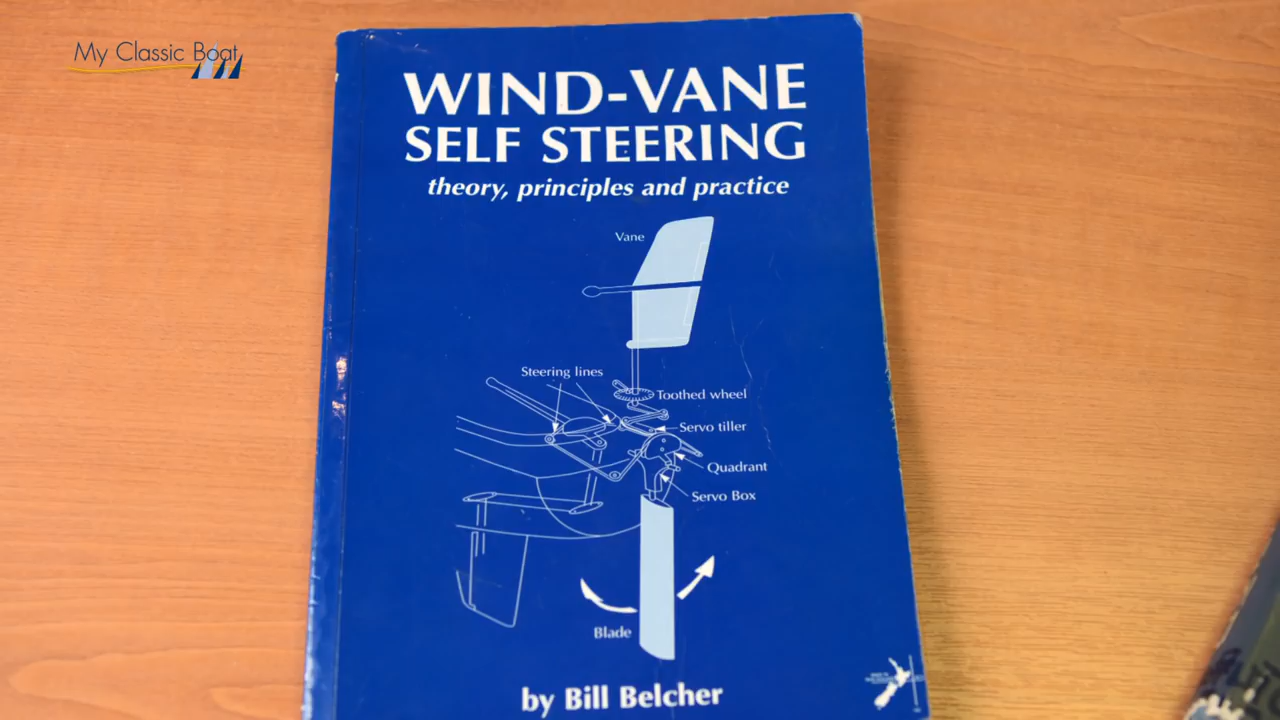 My Classic Boat
WIND-VANE
SELF STEERING
theory, principles and practice
Vane
Steering lines
Toothed wheel
Servo tiller
Quadrant
Servo Box
Blade
by Bill Belcher